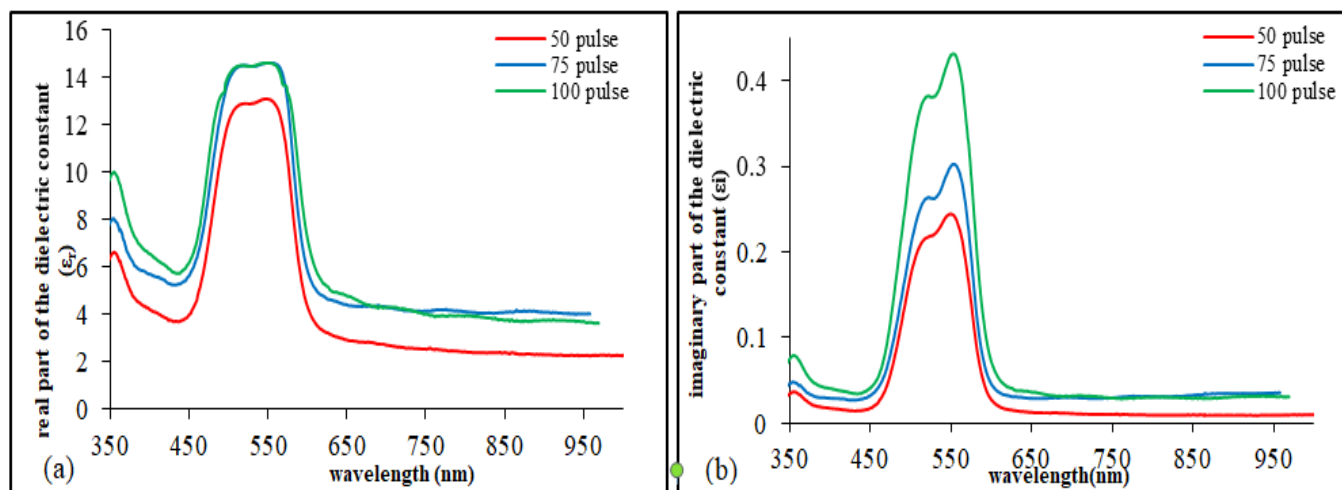 real part of the dielectric constant
(εr)
16
14
12
10
8
6
4
2
0
50 pulse
75 pulse
100 pulse
350 450 550 650 750 850 950
(a)
wavelength (nm)
imaginary part of the dielectric
constant (εi)
0.4
0.3
0.2
0.1
0
50 pulse
75 pulse
100 pulse
350 450 550 650 750 850 950
(b)
wavelength(nm)